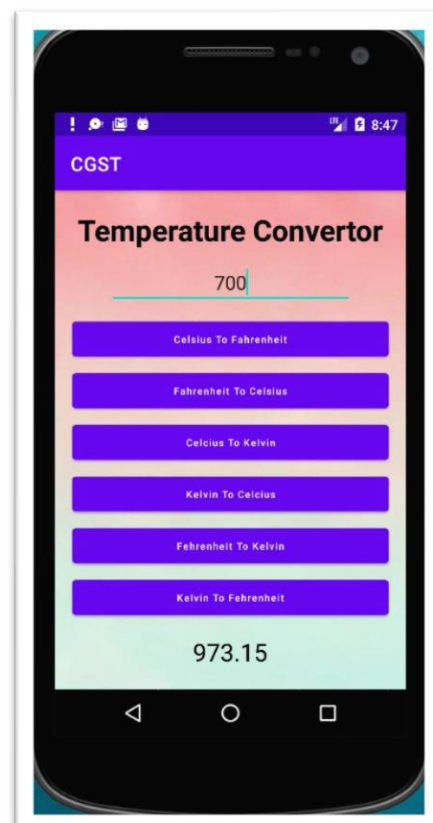 LTE 8:47
CGST
Temperature Convertor
700
Celsius To Fahrenheit
Fahrenheit To Celsius
Celcius To Kelvin
Kelvin To Celcius
Fehrenheit To Kelvin
Kelvin To Fehrenheit
973.15